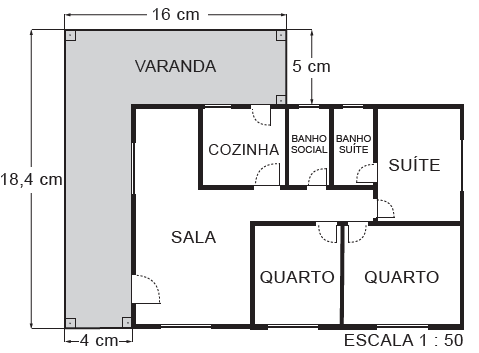 16 cm
VARANDA
5 cm
COZINHA
BANHO
SOCIAL
BANHO
SUÍTE
SUÍTE
18,4 cm
SALA
QUARTO
QUARTO
4 cm
ESCALA 1 : 50